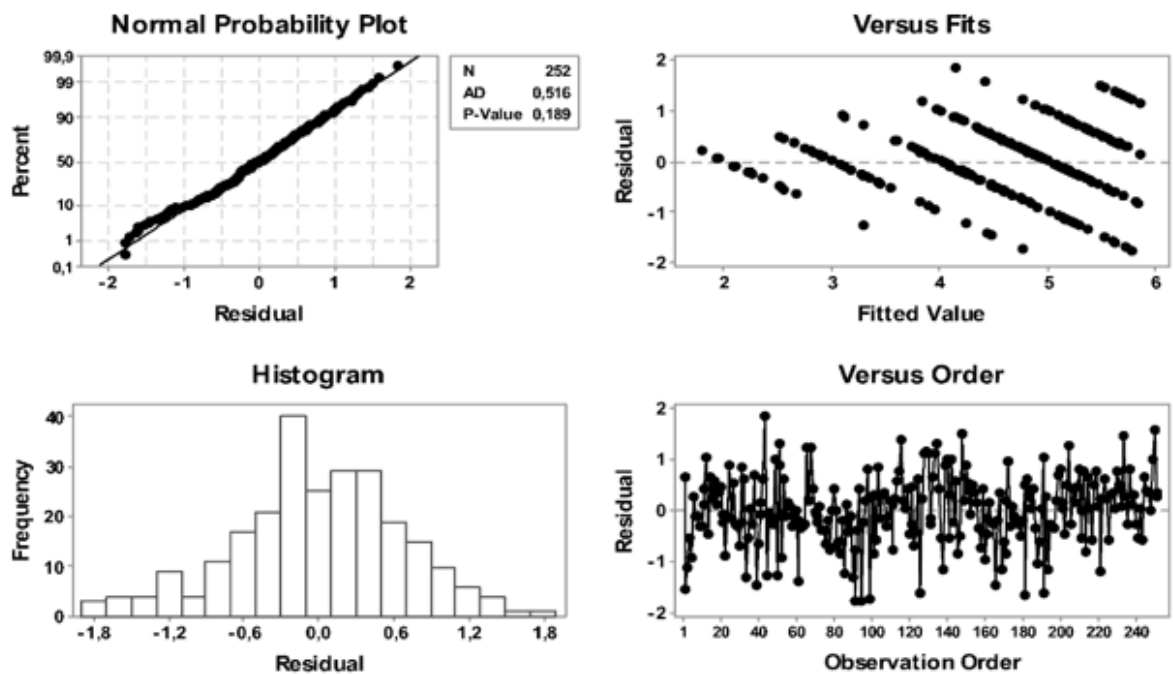 Normal Probability Plot
99,9
99
90
50
10
1
0,1
Percent
-2 -1 0 1 2
Residual
N 252
AD 0,516
P-Value 0,189
Versus Fits
2
1
0
-1
-2
Residual
2 3 4 5 6
Fitted Value
Histogram
40
30
20
10
0
Frequency
-1,8 -1,2 -0,6 0,0 0,6 1,2 1,8
Residual
Versus Order
2
1
0
-1
-2
Residual
1 20 40 60 80 100 120 140 160 180 200 220 240
Observation Order